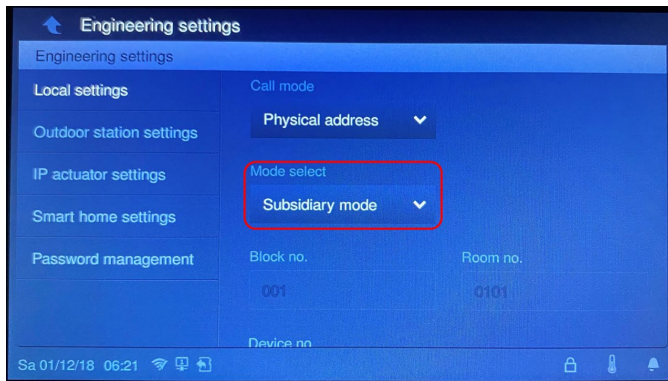 Engineering settings
Engineering settings
Local settings
Outdoor station settings
IP actuator settings
Smart home settings
Password management
Call mode
Physical address
Mode select
Subsidiary mode
Block no.
Room no.
001
0101
Device no
Sa 01/12/18 06:21